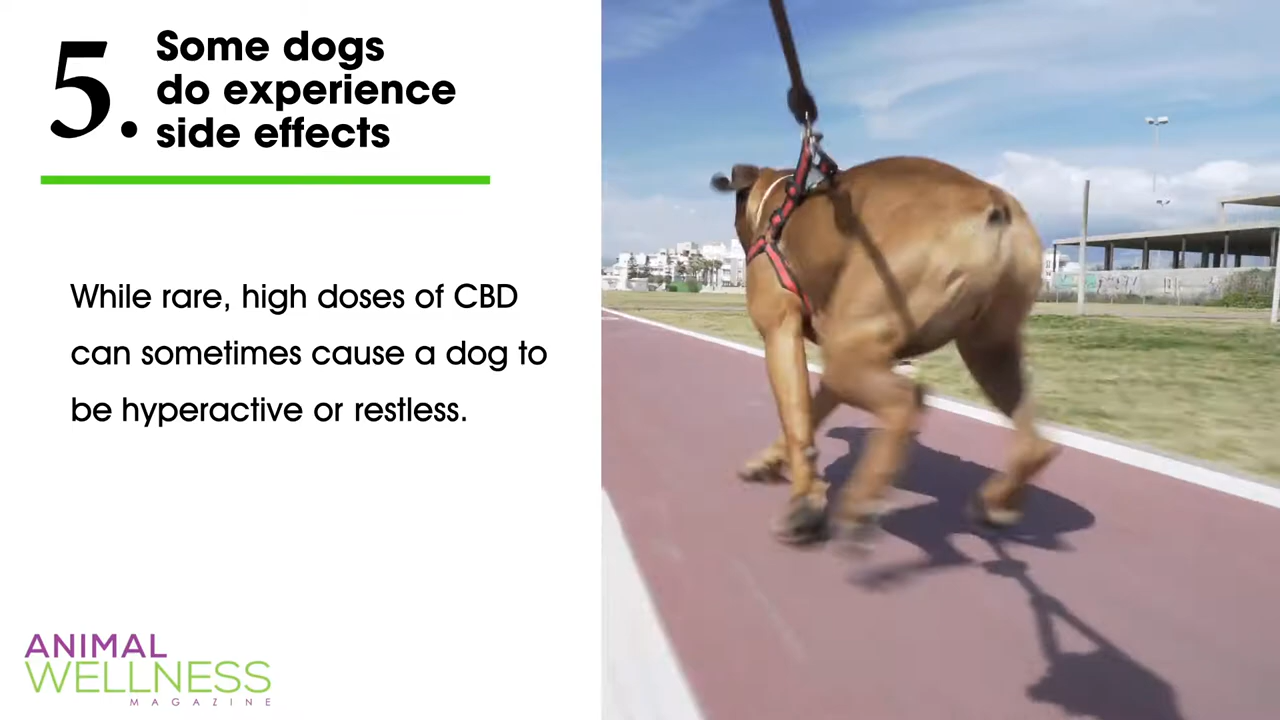 5. Some dogs
do experience
side effects
While rare, high doses of CBD
can sometimes cause a dog to
be hyperactive or restless.
ANIMAL
WELLNESS
MAGAZINE